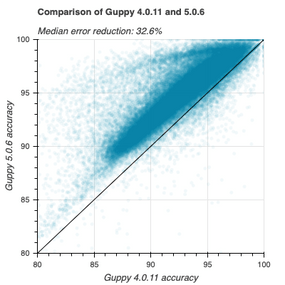 Comparison of Guppy 4.0.11 and 5.0.6
Median error reduction: 32.6%
100
95
90
85
80
Guppy 5.0.6 accuracy
80 85 90 95 100
Guppy 4.0.11 accuracy